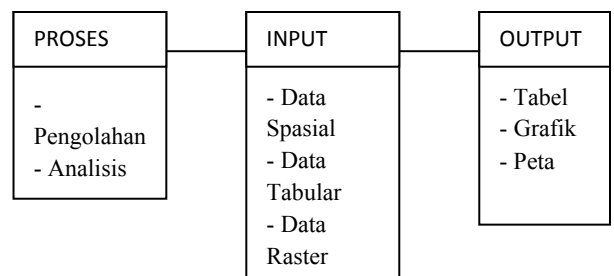 PROSES
-
Pengolahan
- Analisis
INPUT
- Data
Spasial
- Data
Tabular
- Data
Raster
OUTPUT
- Tabel
- Grafik
- Peta